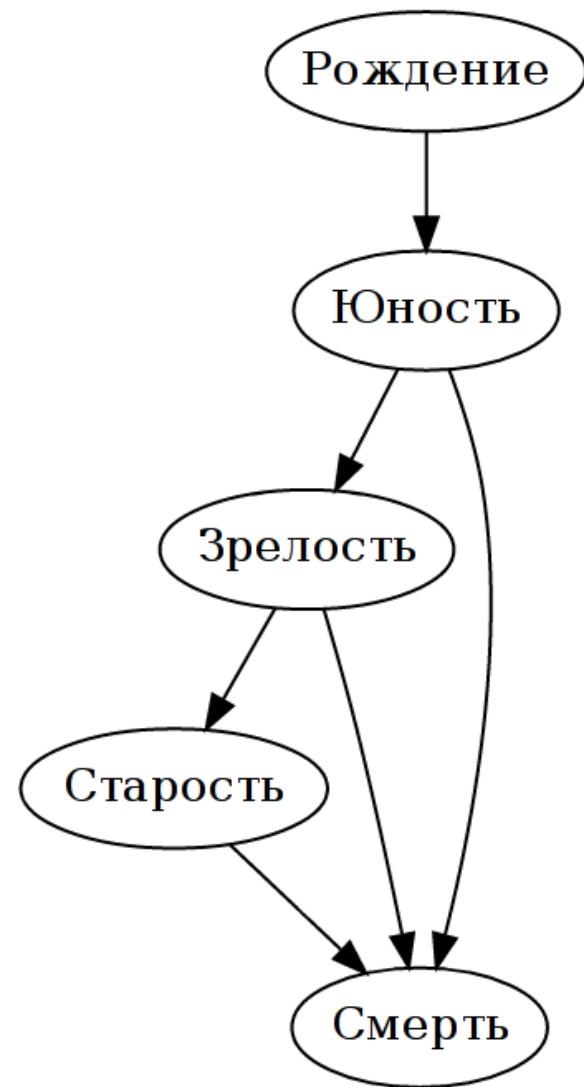 Рождение
Юность
Зрелость
Старость
Смерть